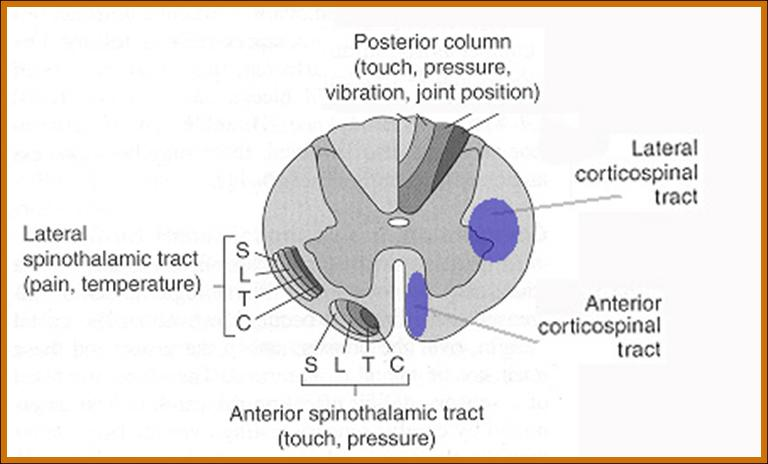 Posterior column
(touch, pressure,
vibration, joint position)
Lateral
corticospinal
tract
Lateral
spinothalamic tract
(pain, temperature)
S
L
T
C
Anterior
corticospinal
tract
S L T C
Anterior spinothalamic tract
(touch, pressure)